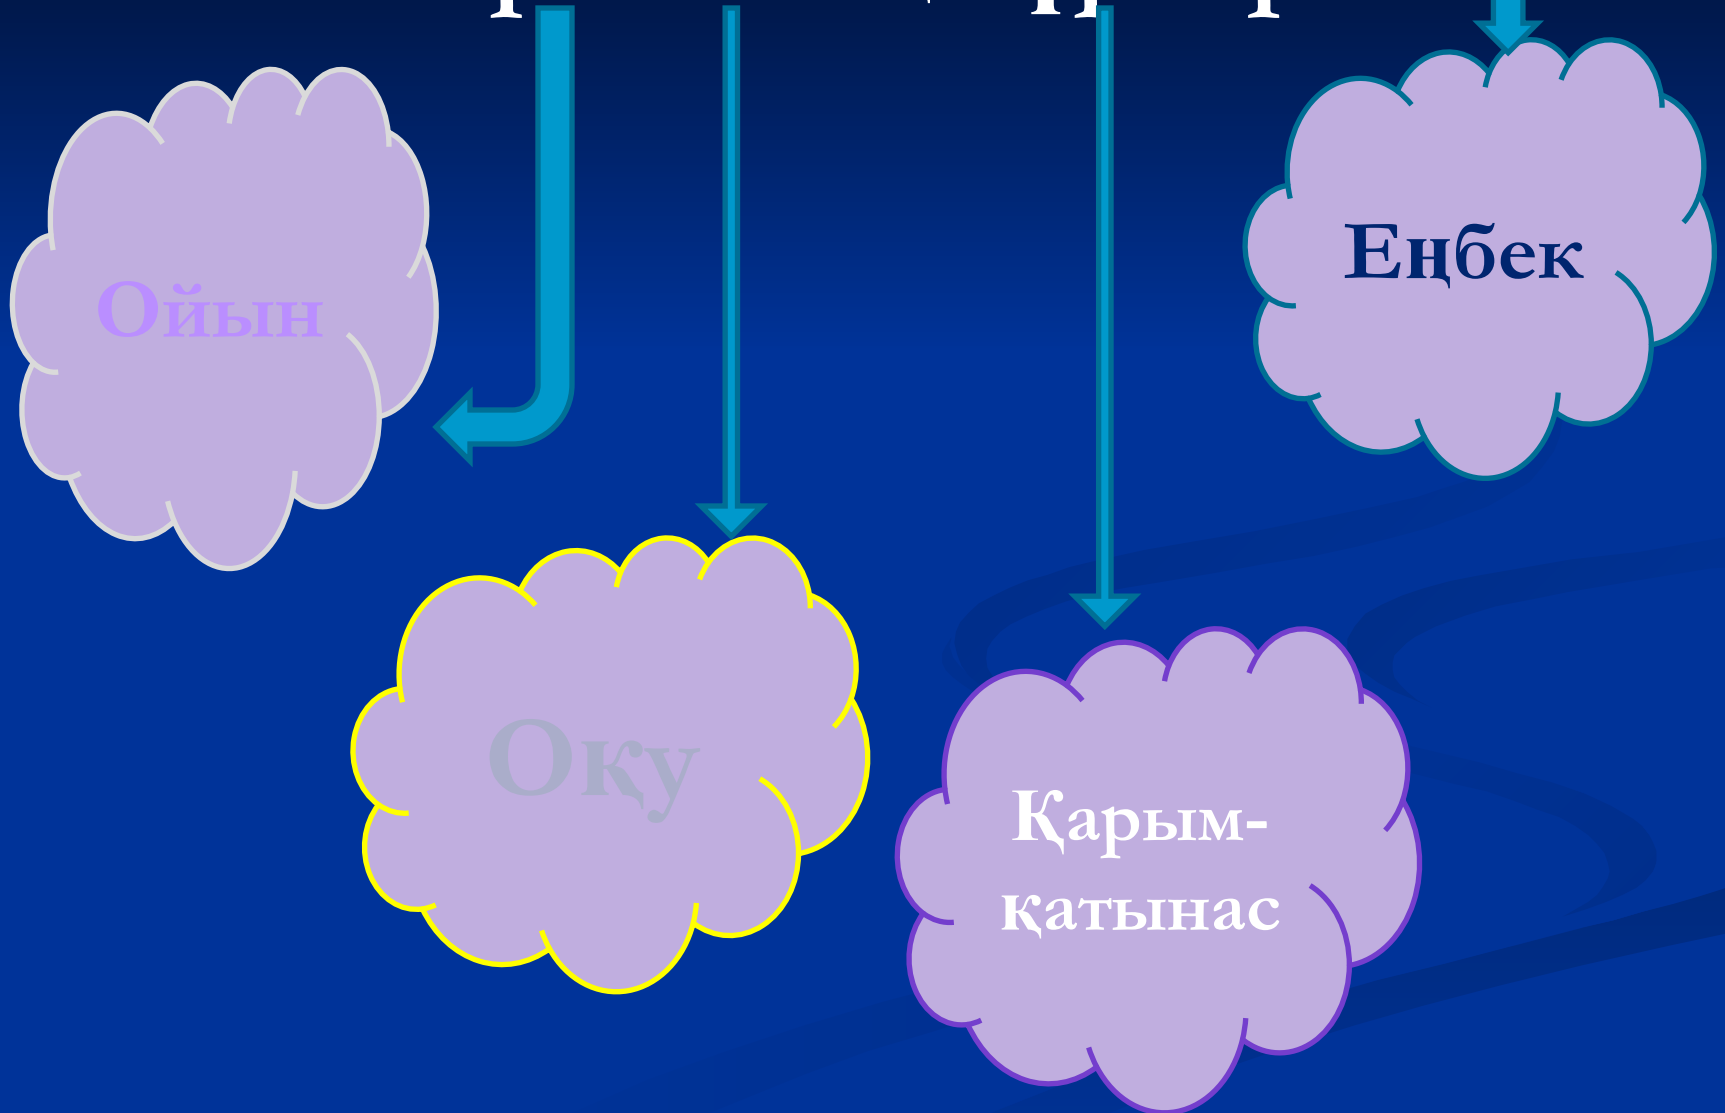 Ойын
Еңбек
Оқу
Қарым-
қатынас